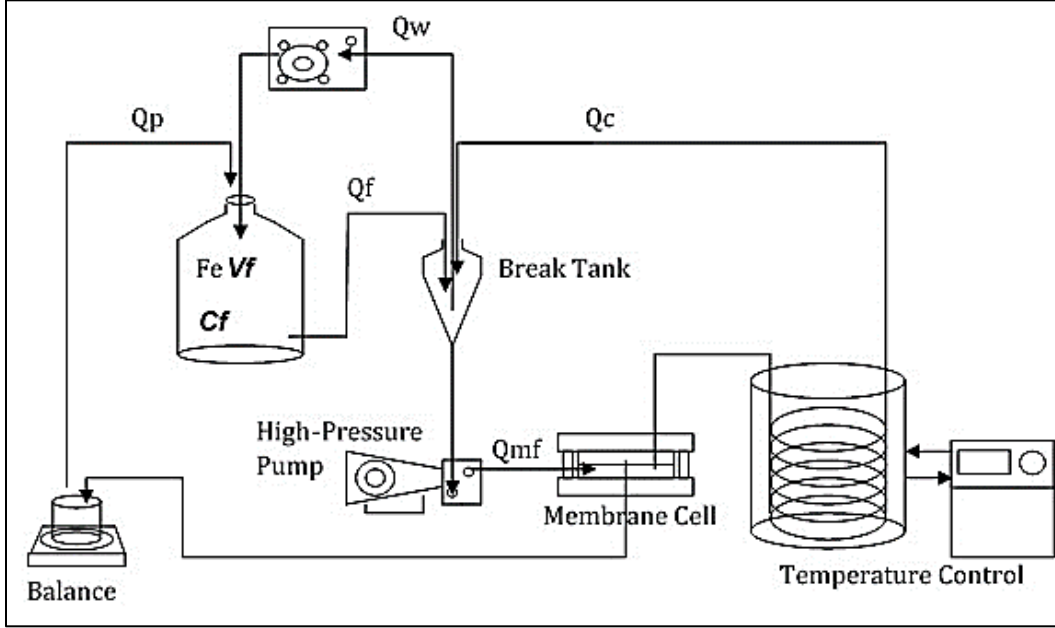 Qw
Qp
Qc
Qf
Fe Vf
Break Tank
Cf
High-Pressure
Pump
Qmf
Membrane Cell
Temperature Control
Balance